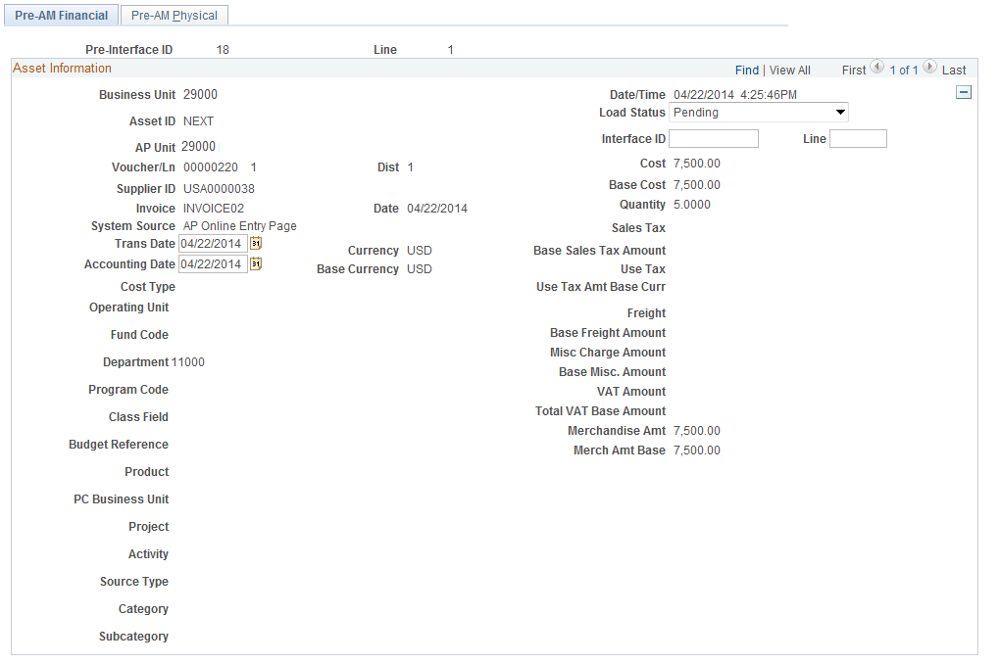 Pre-AM Financial Pre-AM Physical
Pre-Interface ID 18 Line 1
Asset Information Find | View All First 1 of 1 Last
Business Unit 29000 Date/Time 04/22/2014 4:25:46PM
Load Status Pending
Asset ID NEXT
Interface ID Line
AP Unit 29000
Voucher/Ln 00000220 1 Dist 1 Cost 7,500.00
Supplier ID USA0000038 Base Cost 7,500.00
Invoice INVOICE02 Date 04/22/2014 Quantity 5.0000
System Source AP Online Entry Page Sales Tax
Trans Date 04/22/2014 31
Currency USD Base Sales Tax Amount
Accounting Date 04/22/2014 31
Base Currency USD Use Tax
Cost Type Use Tax Amt Base Curr
Operating Unit
Freight
Fund Code Base Freight Amount
Misc Charge Amount
Department 11000
Base Misc. Amount
Program Code VAT Amount
Class Field Total VAT Base Amount
Merchandise Amt 7,500.00
Budget Reference
Merch Amt Base 7,500.00
Product
PC Business Unit
Project
Activity
Source Type
Category
Subcategory